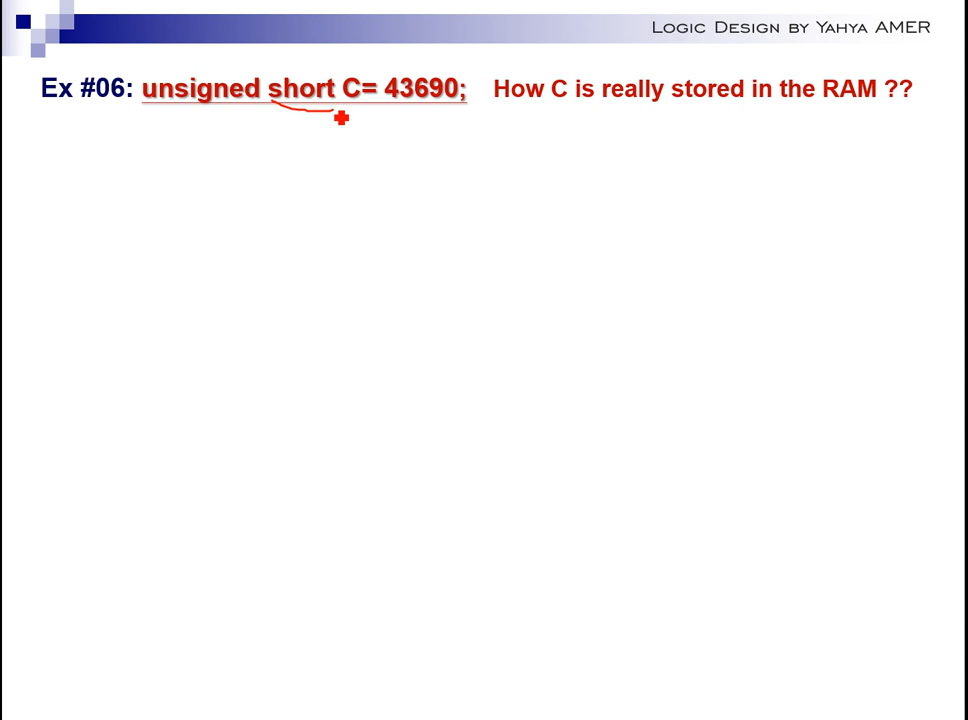 Logic Design by Yahya AMER
Ex #06: unsigned short C= 43690; How C is really stored in the RAM ??